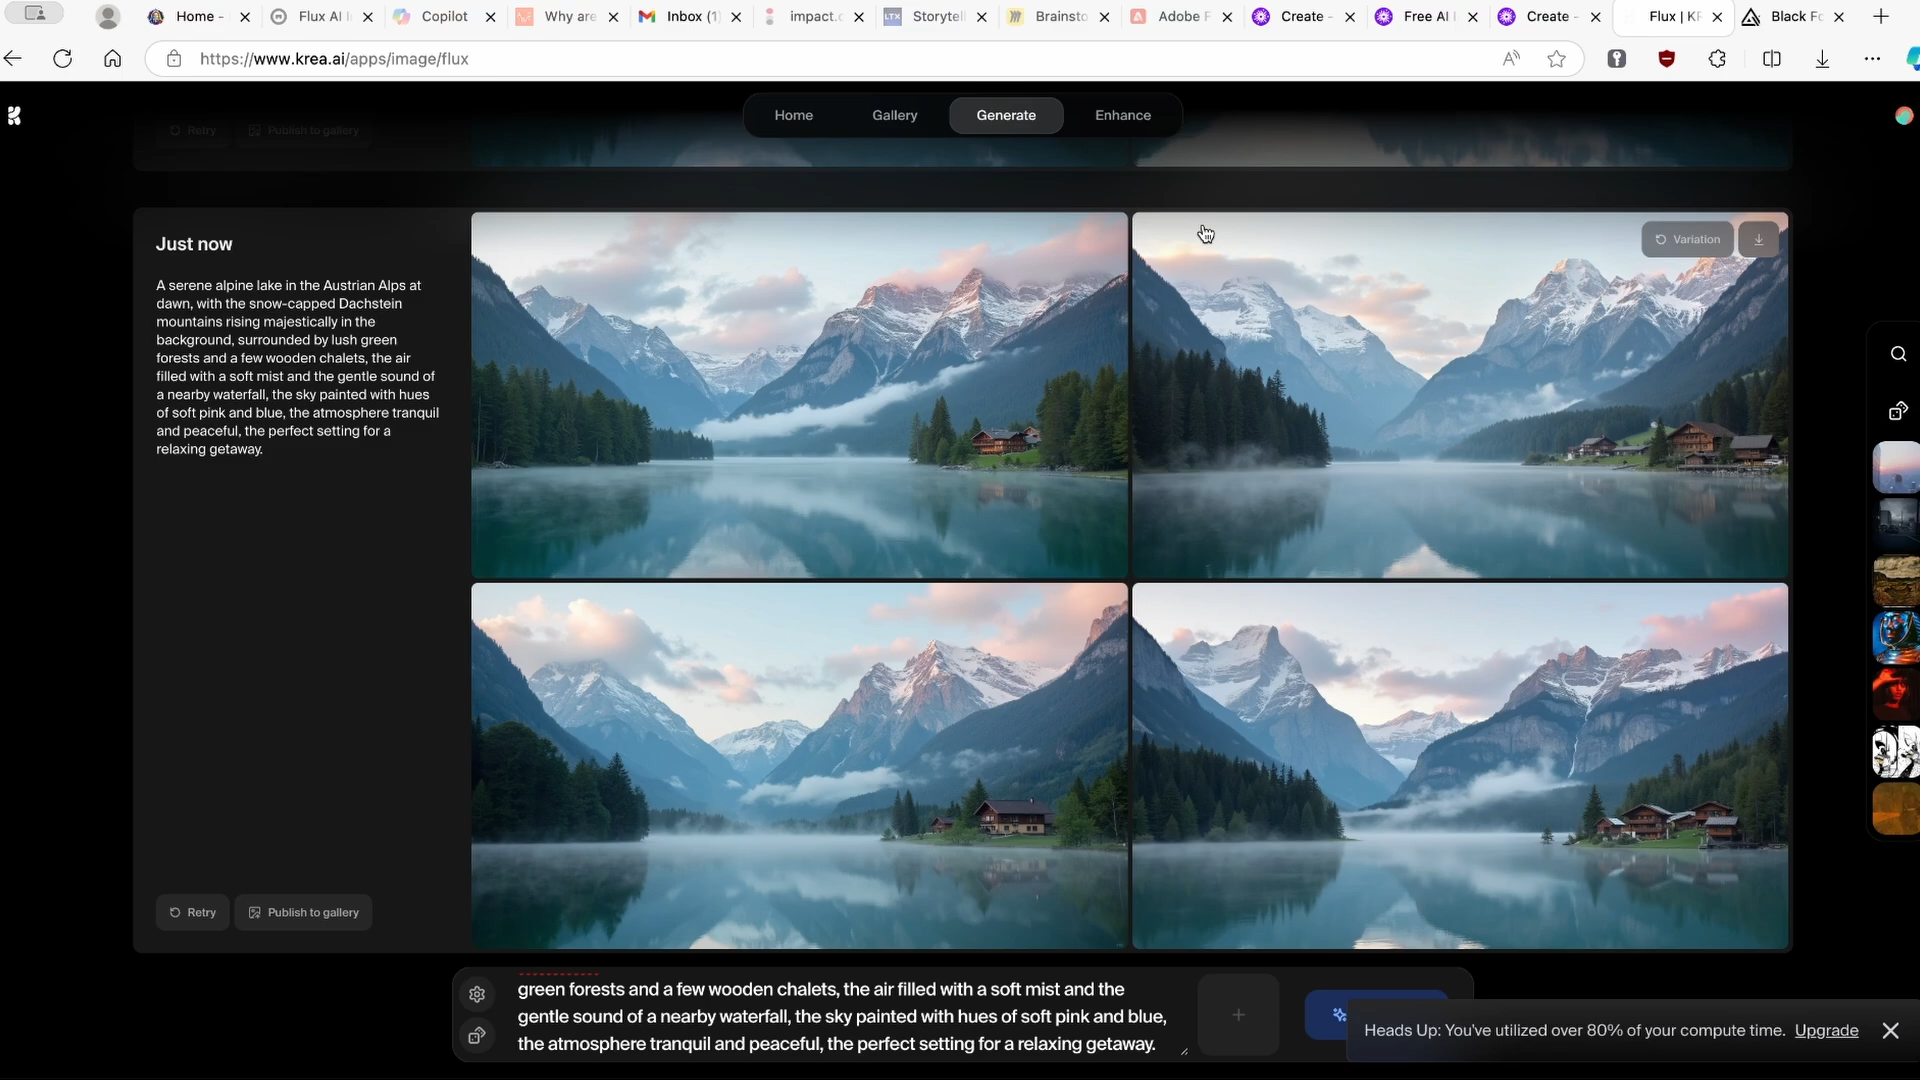 Home -
Flux AI I
Copilot
Why are
Inbox (1)
impact.c
LTX
Storytell
Brainsto
Adobe F
Create -
Free AI I
Create -
Flux | KR
Black Fo
https://www.krea.ai/apps/image/flux
Home
Gallery
Generate
Enhance
Retry
Publish to gallery
Just now
Variation
A serene alpine lake in the Austrian Alps at
dawn, with the snow-capped Dachstein
mountains rising majestically in the
background, surrounded by lush green
forests and a few wooden chalets, the air
filled with a soft mist and the gentle sound of
a nearby waterfall, the sky painted with hues
of soft pink and blue, the atmosphere tranquil
and peaceful, the perfect setting for a
relaxing getaway.
Retry
Publish to gallery
green forests and a few wooden chalets, the air filled with a soft mist and the
gentle sound of a nearby waterfall, the sky painted with hues of soft pink and blue,
the atmosphere tranquil and peaceful, the perfect setting for a relaxing getaway.
Heads Up: You've utilized over 80% of your compute time. Upgrade